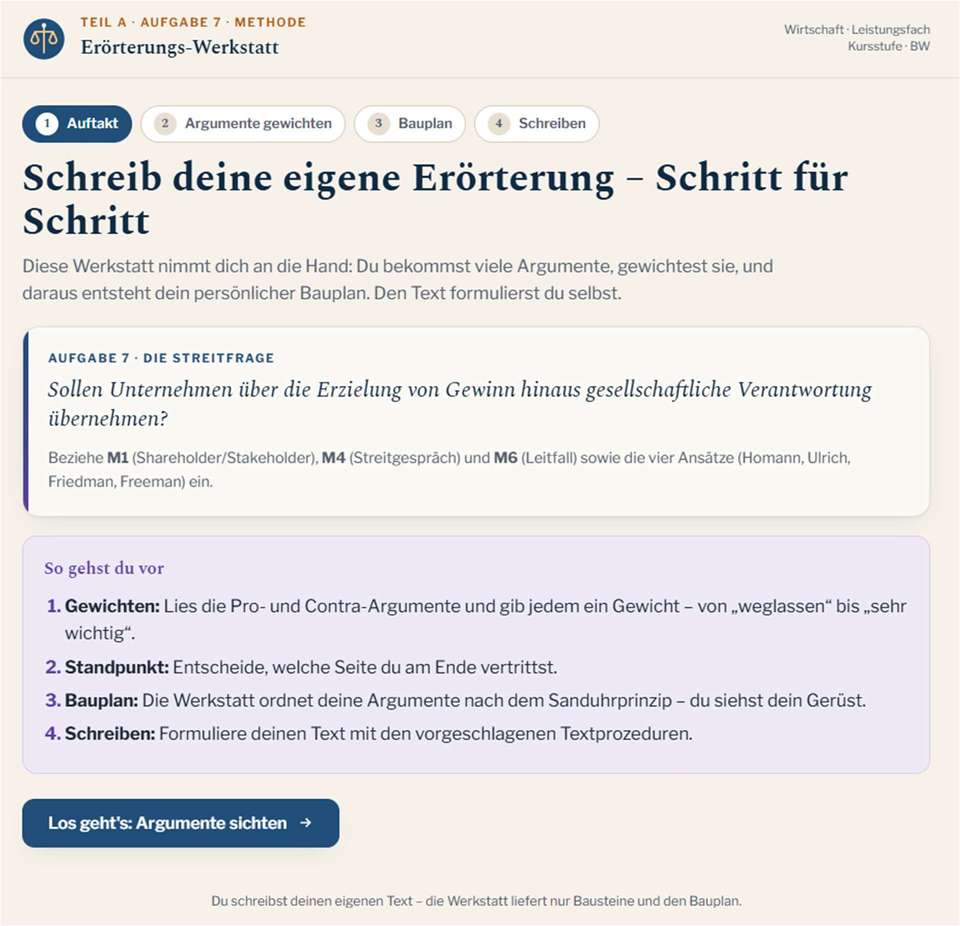 TEIL A · AUFGABE 7 · METHODE
Erörterungs-Werkstatt
Wirtschaft · Leistungsfach
Kursstufe · BW
1 Auftakt
2 Argumente gewichten
3 Bauplan
4 Schreiben
Schreib deine eigene Erörterung – Schritt für
Schritt
Diese Werkstatt nimmt dich an die Hand: Du bekommst viele Argumente, gewichtest sie, und
daraus entsteht dein persönlicher Bauplan. Den Text formulierst du selbst.
AUFGABE 7 · DIE STREITFRAGE
Sollen Unternehmen über die Erzielung von Gewinn hinaus gesellschaftliche Verantwortung
übernehmen?
Beziehe M1 (Shareholder/Stakeholder), M4 (Streitgespräch) und M6 (Leitfall) sowie die vier Ansätze (Homann, Ulrich,
Friedman, Freeman) ein.
So gehst du vor
1. Gewichten: Lies die Pro- und Contra-Argumente und gib jedem ein Gewicht – von „weglassen“ bis „sehr
wichtig“.
2. Standpunkt: Entscheide, welche Seite du am Ende vertrittst.
3. Bauplan: Die Werkstatt ordnet deine Argumente nach dem Sanduhrprinzip – du siehst dein Gerüst.
4. Schreiben: Formuliere deinen Text mit den vorgeschlagenen Textprozeduren.
Los geht's: Argumente sichten →
Du schreibst deinen eigenen Text – die Werkstatt liefert nur Bausteine und den Bauplan.